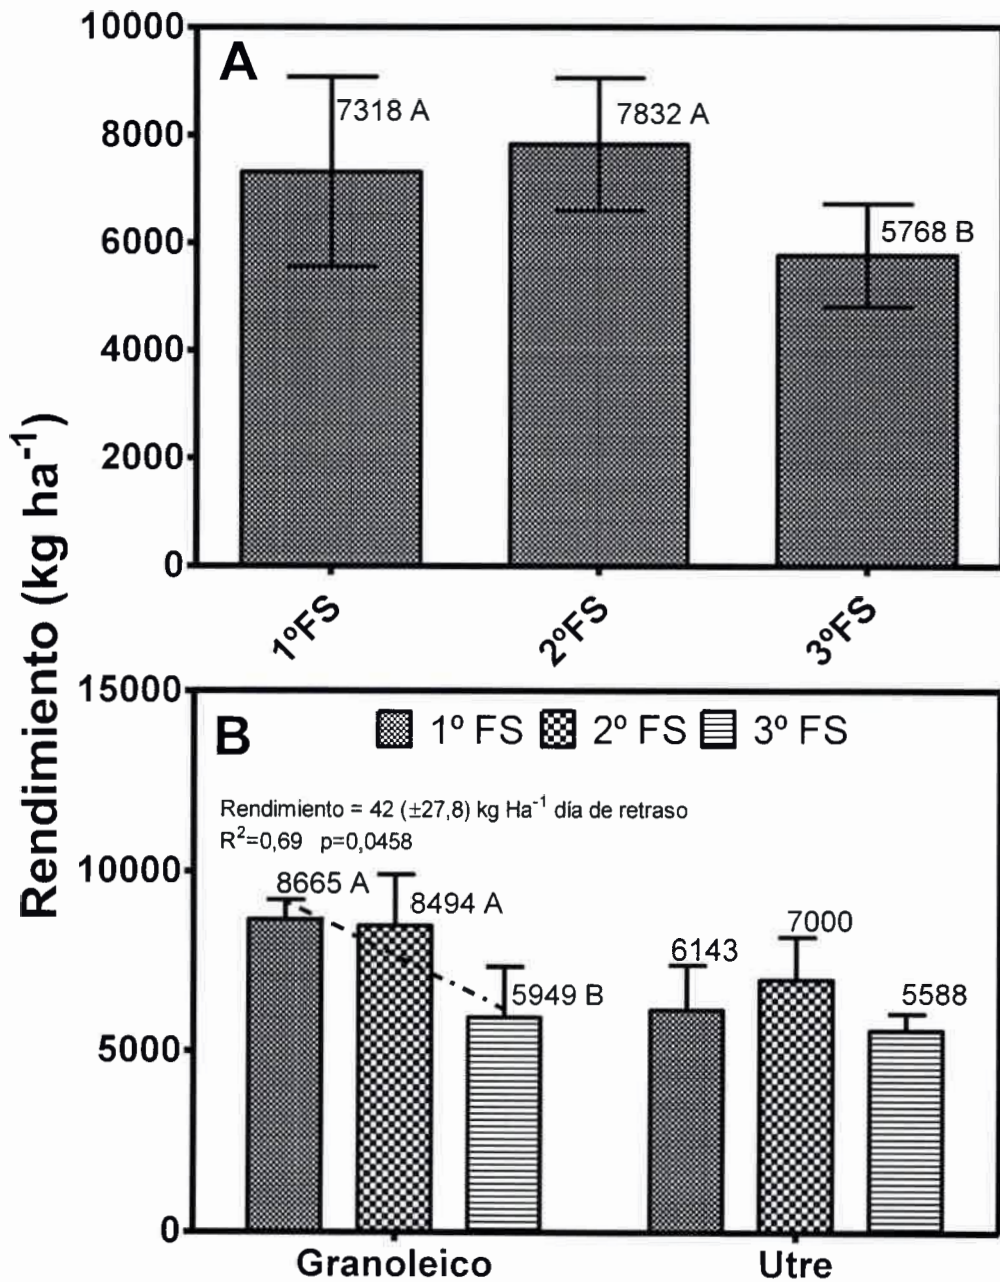 Rendimiento (kg ha⁻¹)
10000
8000
6000
4000
2000
0
A
7318 A
7832 A
5768 B
1ºFS
2ºFS
3ºFS
15000
10000
5000
0
B
1º FS 2º FS 3º FS
Rendimiento = 42 (±27,8) kg Ha⁻¹ día de retraso
R²=0,69 p=0,0458
8665 A
8494 A
5949 B
6143
7000
5588
Granoleico
Utre